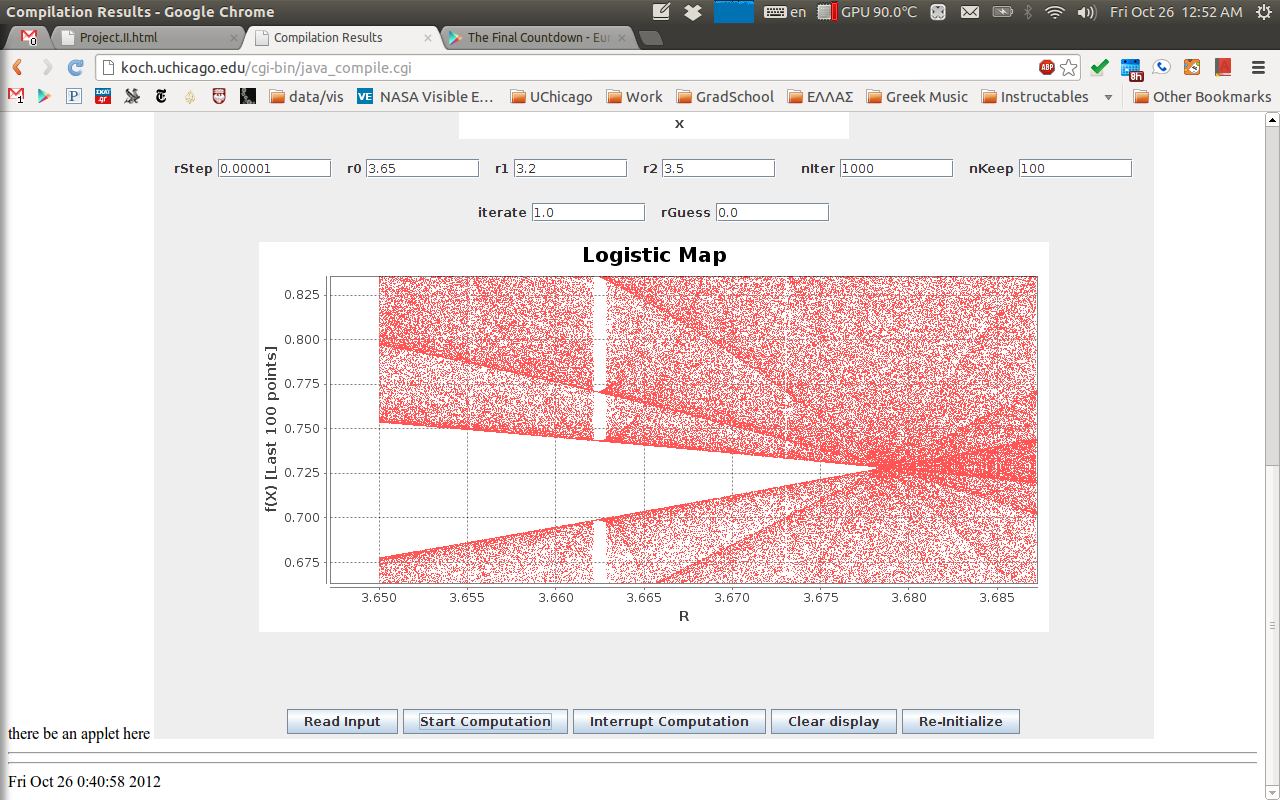 Compilation Results - Google Chrome en GPU 90.0°C Fri Oct 26 12:52 AM
0 Project.II.html Compilation Results The Final Countdown - Eur
koch.uchicago.edu/cgi-bin/java_compile.cgi ABP 8h
1 P data/vis VE NASA Visible E... UChicago Work GradSchool ΕΛΛΑΣ Greek Music Instructables Other Bookmarks
X
rStep 0.00001 r0 3.65 r1 3.2 r2 3.5 nIter 1000 nKeep 100
iterate 1.0 rGuess 0.0
Logistic Map
f(X) [Last 100 points]
0.825
0.800
0.775
0.750
0.725
0.700
0.675
3.650 3.655 3.660 3.665 3.670 3.675 3.680 3.685
R
Read Input Start Computation Interrupt Computation Clear display Re-Initialize
there be an applet here
Fri Oct 26 0:40:58 2012